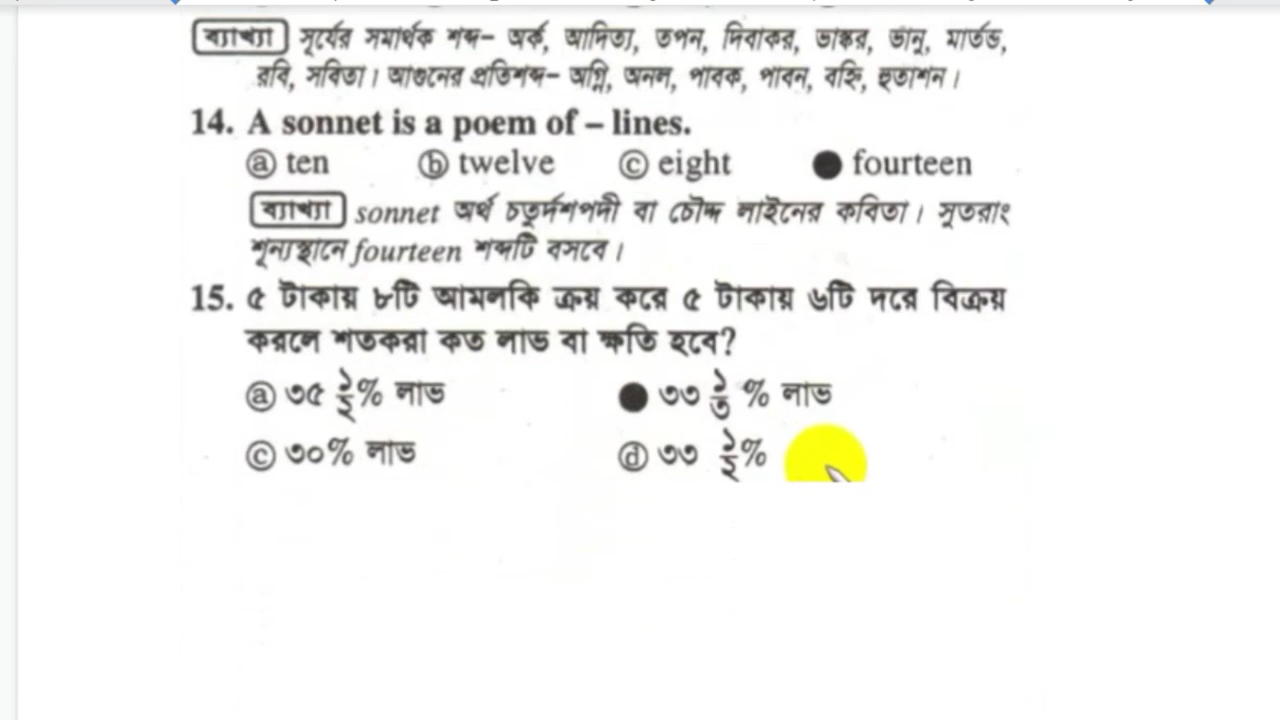 ব্যাখ্যা সূর্যের সমার্থক শব্দ– অর্ক, আদিত্য, তপন, দিবাকর, ভাস্কর, ভানু, মার্তন্ড,
রবি, সবিতা। আগুনের প্রতিশব্দ– অগ্নি, অনল, পাবক, পাবন, বহ্নি, হুতাশন।
14. A sonnet is a poem of – lines.
ⓐ ten ⓑ twelve ⓒ eight ● fourteen
ব্যাখ্যা sonnet অর্থ চতুর্দশপদী বা চৌদ্দ লাইনের কবিতা। সুতরাং
শূন্যস্থানে fourteen শব্দটি বসবে।
15. ৫ টাকায় ৮টি আমলকি ক্রয় করে ৫ টাকায় ৬টি দরে বিক্রয়
করলে শতকরা কত লাভ বা ক্ষতি হবে?
ⓐ ৩৫ ১/২% লাভ ● ৩৩ ১/৩ % লাভ
ⓒ ৩০% লাভ ⓓ ৩৩ ১/২%